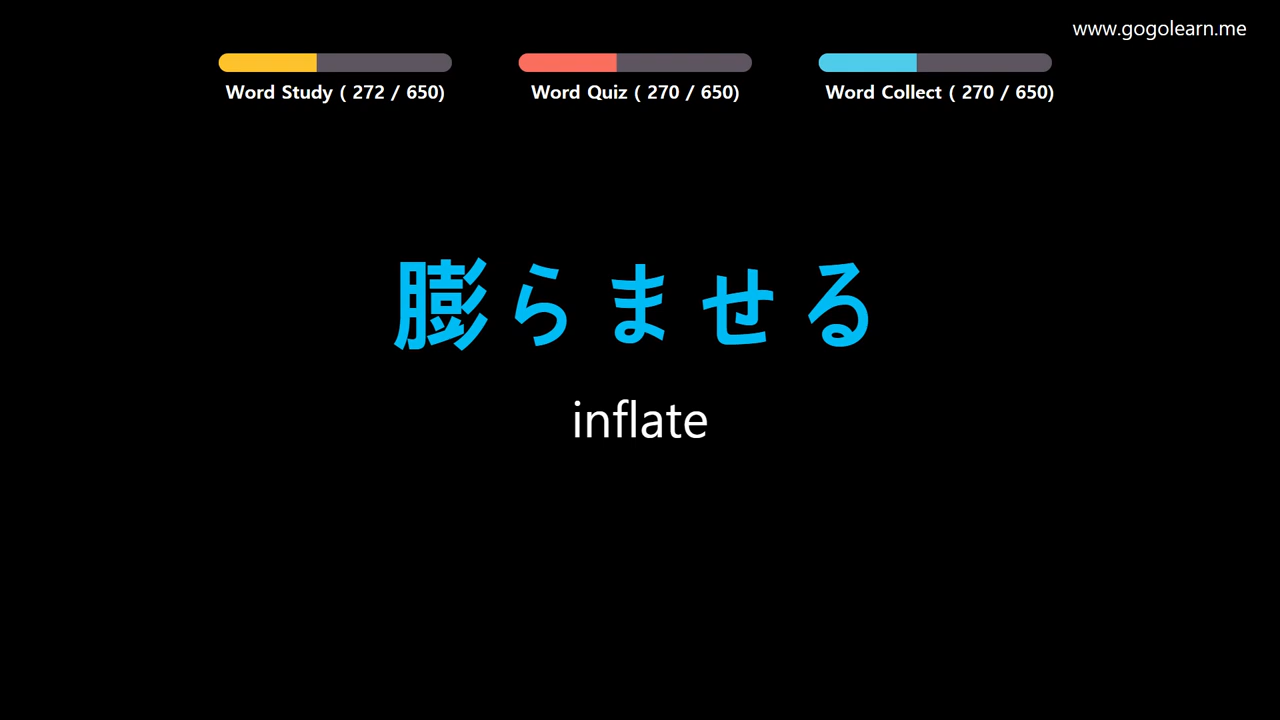 www.gogolearn.me
Word Study ( 272 / 650)
Word Quiz ( 270 / 650)
Word Collect ( 270 / 650)
膨らませる
inflate